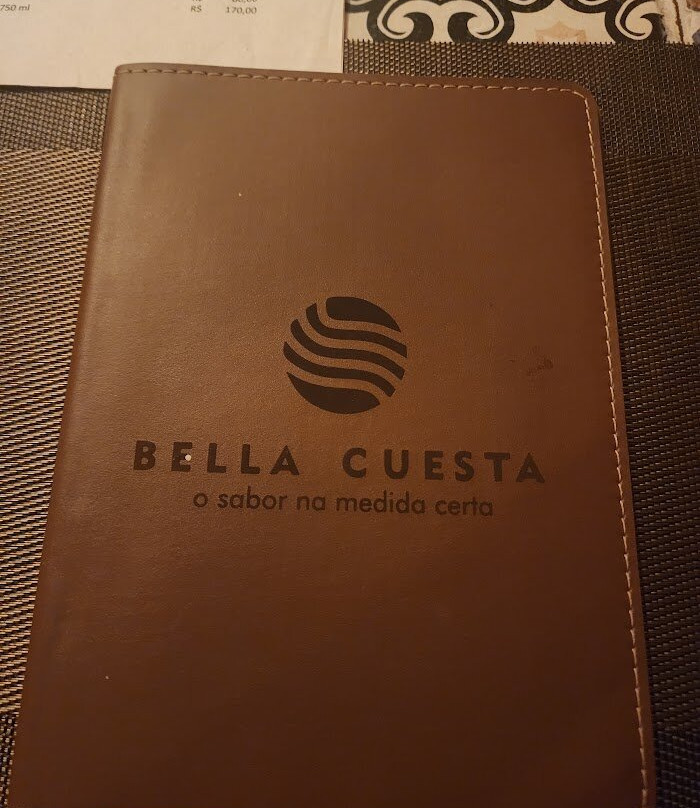 750 ml
R$ 170,00
BELLA CUESTA
o sabor na medida certa